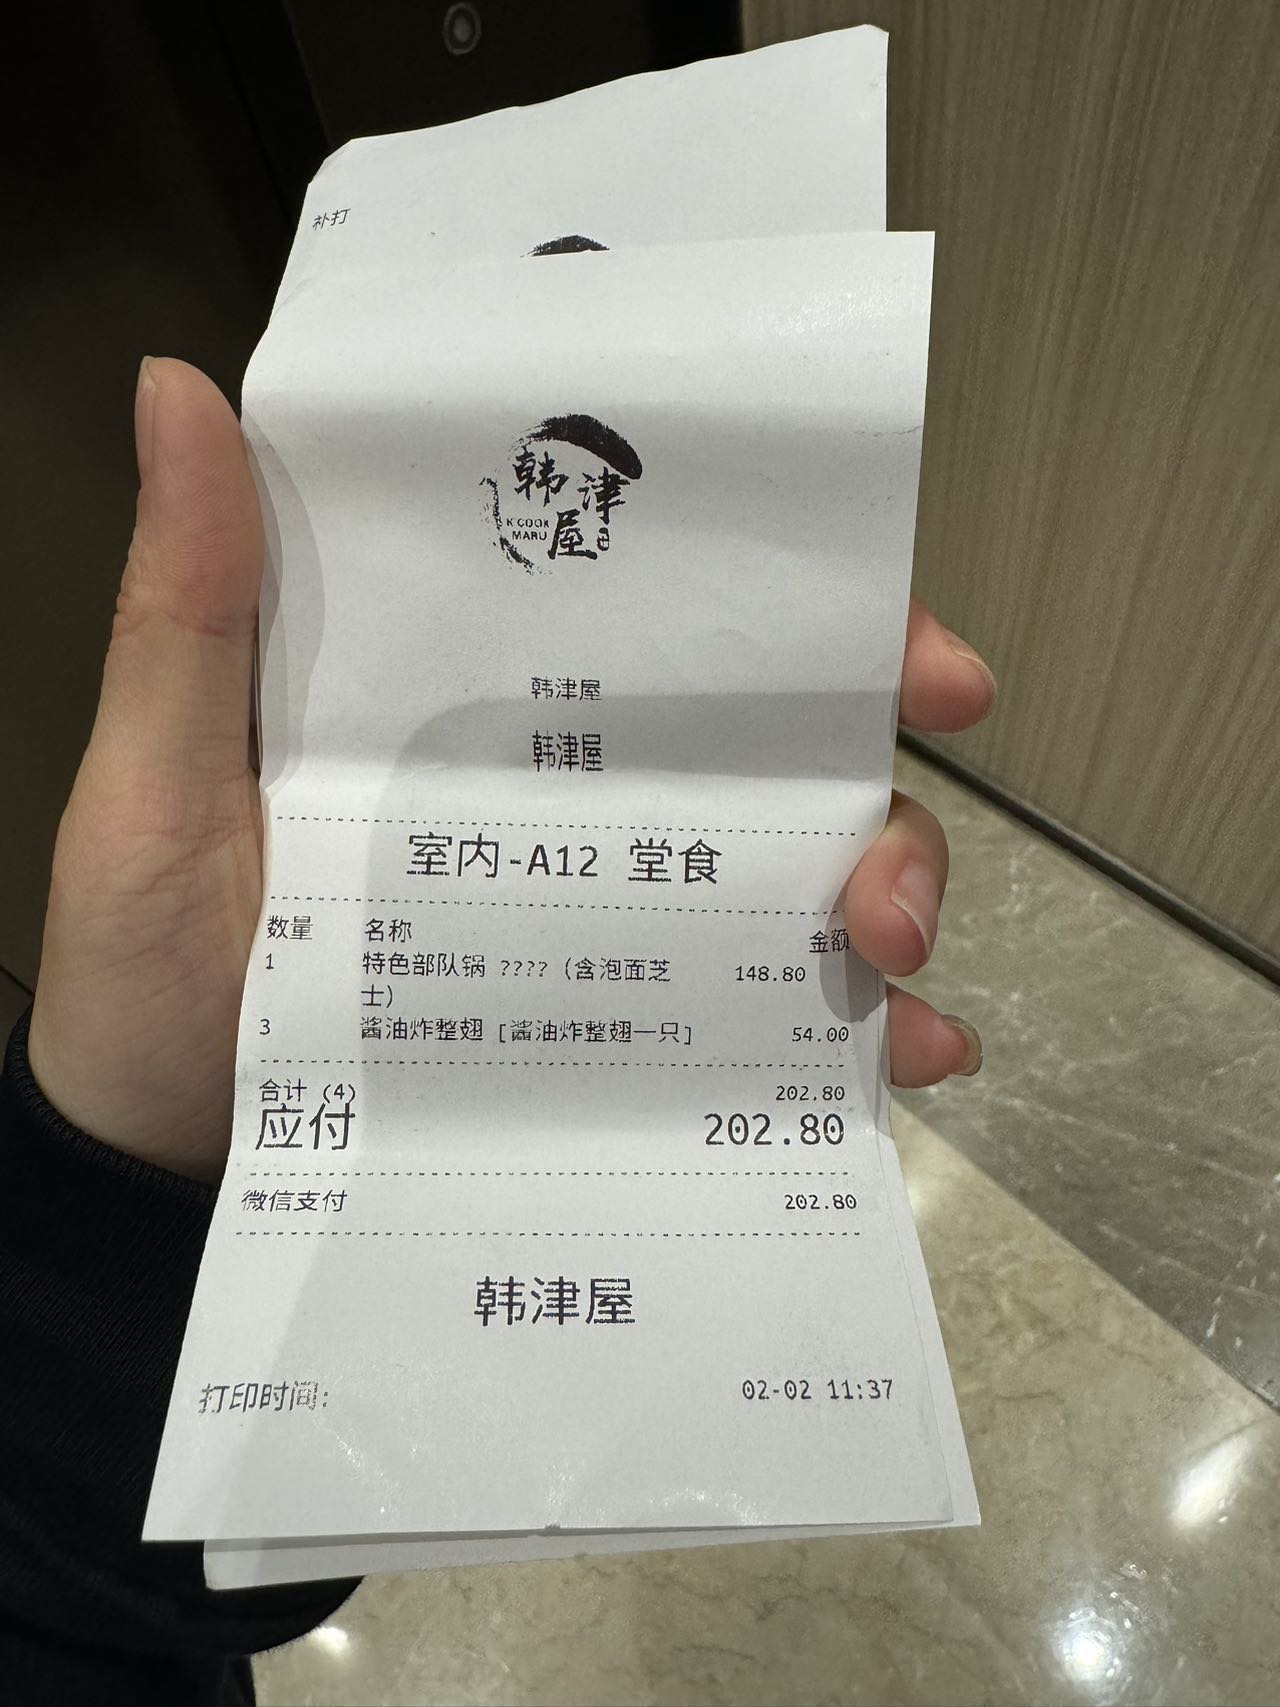 补打
韩津
K'COOK
MARU 屋
韩津屋
韩津屋
室内-A12 堂食
数量 名称 金额
1 特色部队锅 ????（含泡面芝 148.80
士）
3 酱油炸整翅 [酱油炸整翅一只] 54.00
合计 (4) 202.80
应付 202.80
微信支付 202.80
韩津屋
打印时间: 02-02 11:37